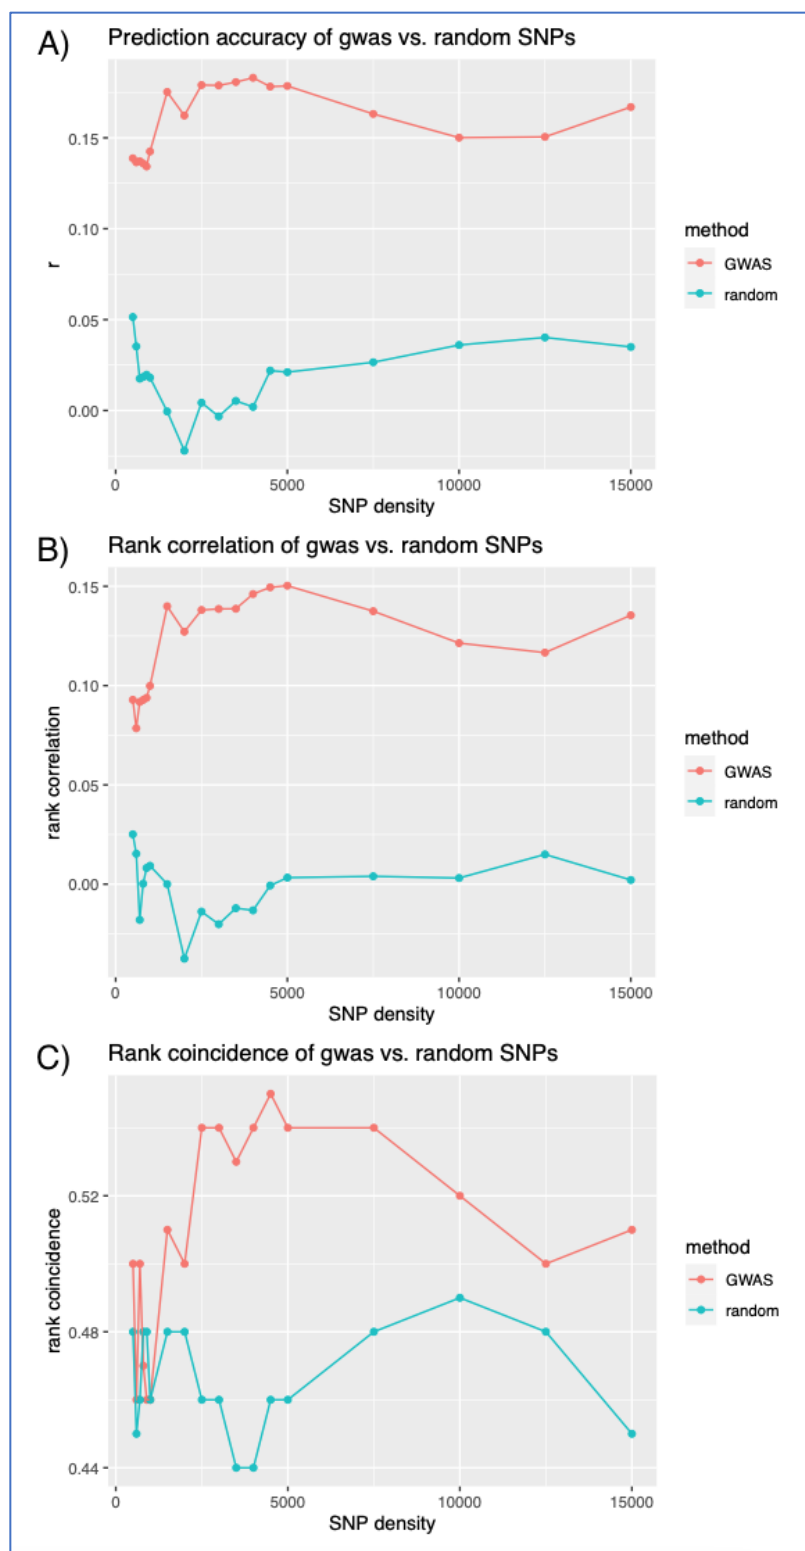 A) Prediction accuracy of gwas vs. random SNPs
0.15
0.10
0.05
0.00
r
0 5000 10000 15000
SNP density
method
GWAS
random
B) Rank correlation of gwas vs. random SNPs
0.15
0.10
0.05
0.00
rank correlation
0 5000 10000 15000
SNP density
method
GWAS
random
C) Rank coincidence of gwas vs. random SNPs
0.52
0.48
0.44
rank coincidence
0 5000 10000 15000
SNP density
method
GWAS
random